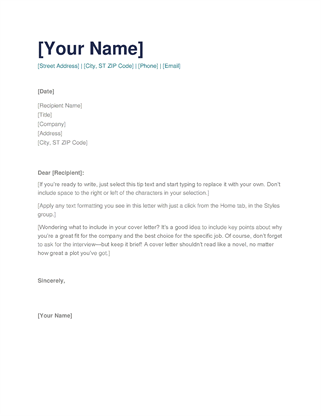 [Your Name]
[Street Address] | [City, ST ZIP Code] | [Phone] | [Email]
[Date]
[Recipient Name]
[Title]
[Company]
[Address]
[City, ST ZIP Code]
Dear [Recipient]:
[If you're ready to write, just select this tip text and start typing to replace it with your own. Don't
include space to the right or left of the characters in your selection.]
[Apply any text formatting you see in this letter with just a click from the Home tab, in the Styles
group.]
[Wondering what to include in your cover letter? It's a good idea to include key points about why
you're a great fit for the company and the best choice for the specific job. Of course, don't forget
to ask for the interview—but keep it brief! A cover letter shouldn't read like a novel, no matter
how great a plot you've got.]
Sincerely,
[Your Name]